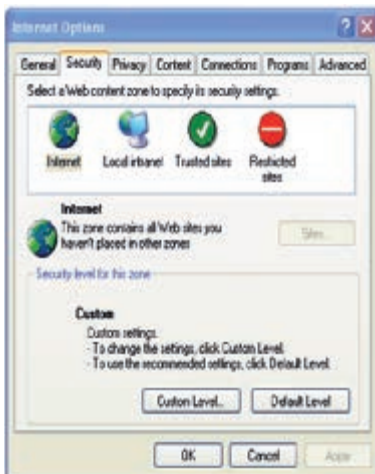 Internet Options
General Security Privacy Content Connections Programs Advanced
Select a Web content zone to specify its security settings.
Internet Local intranet Trusted sites Restricted sites
Internet
This zone contains all Web sites you
haven't placed in other zones
Sites...
Security level for this zone
Custom
Custom settings.
- To change the settings, click Custom Level.
- To use the recommended settings, click Default Level.
Custom Level... Default Level
OK Cancel Apply